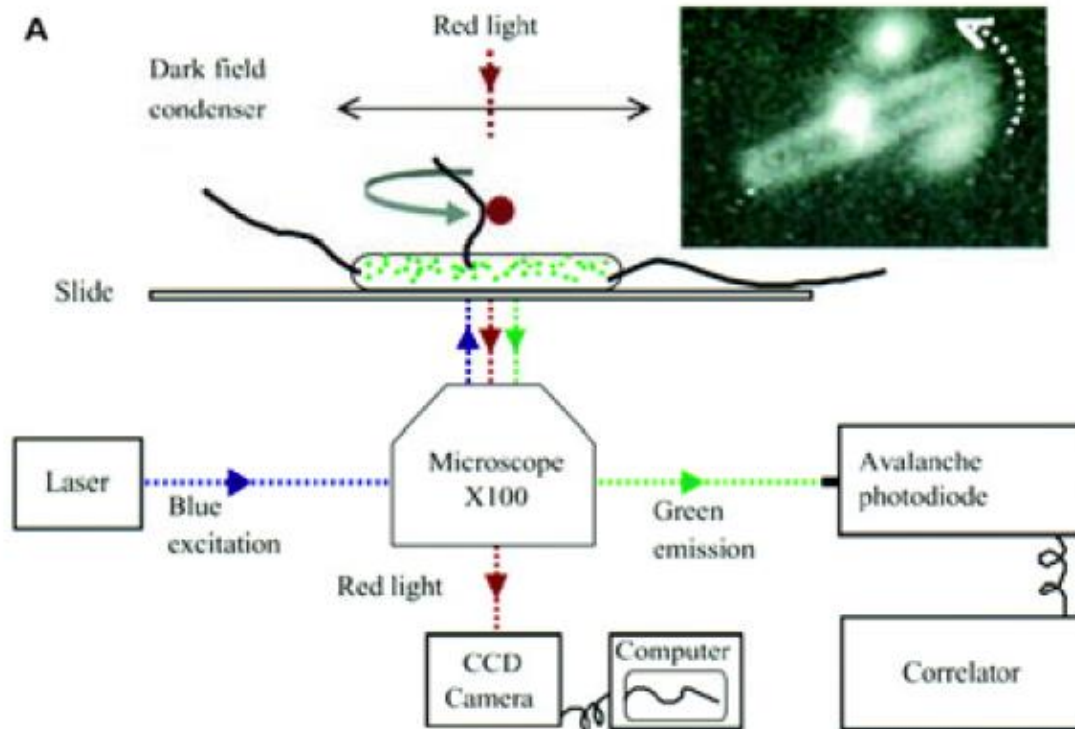 A
Red light
Dark field
condenser
Slide
Laser
Blue
excitation
Microscope
X100
Green
emission
Avalanche
photodiode
Red light
CCD
Camera
Computer
Correlator